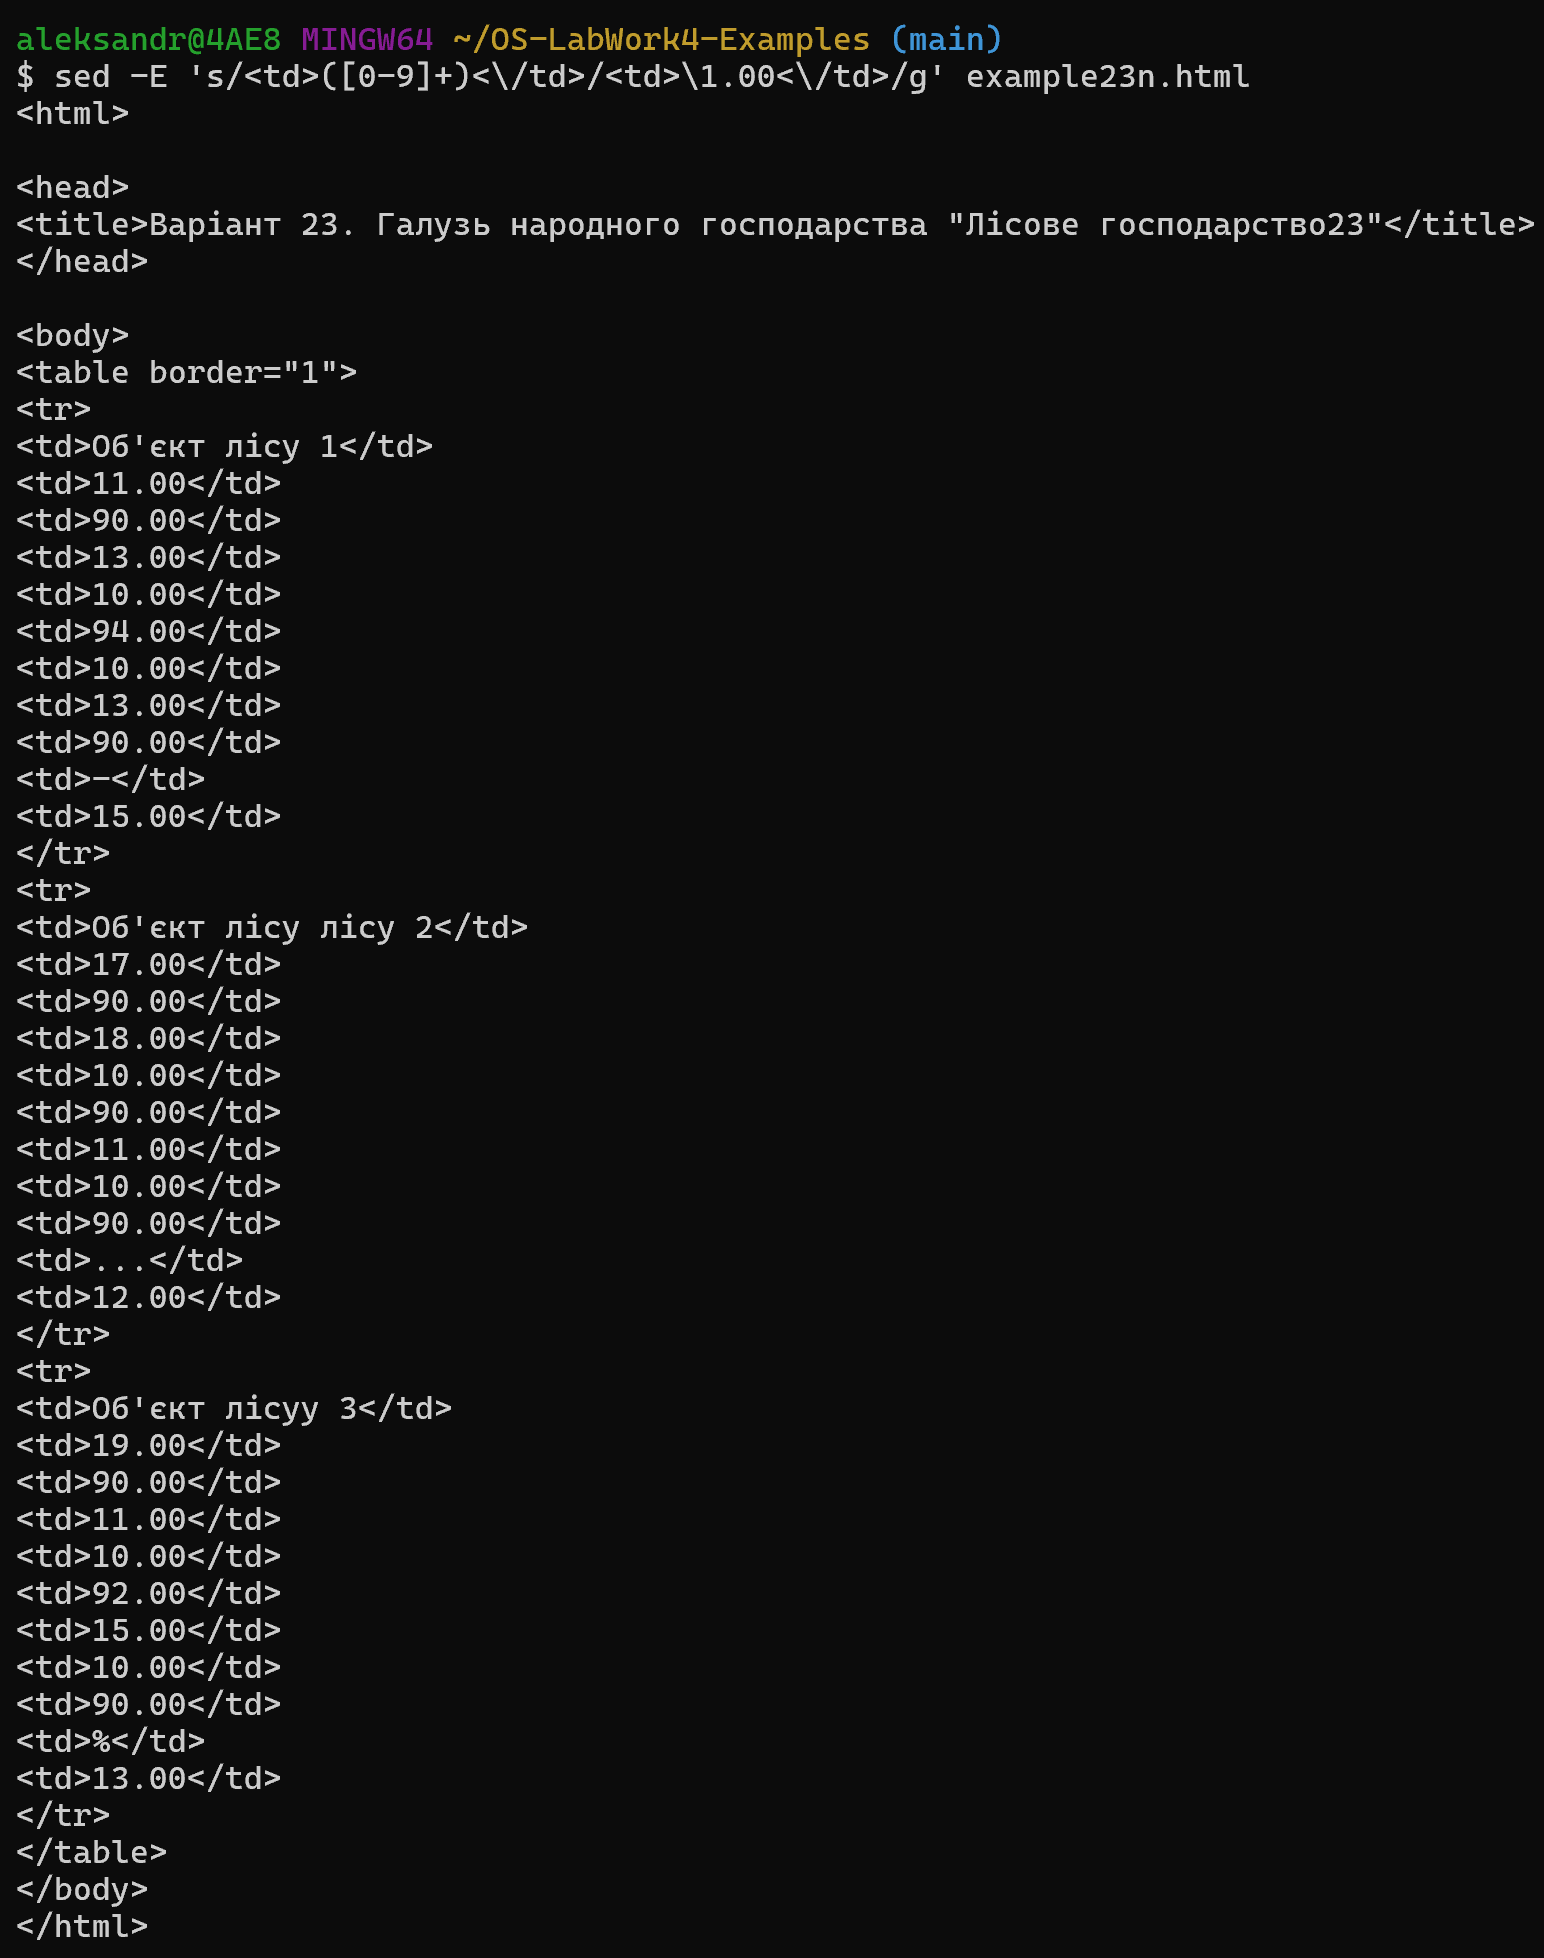 aleksandr@4AE8 MINGW64 ~/OS-LabWork4-Examples (main)
$ sed -E 's/<td>([0-9]+)<\/td>/<td>\1.00<\/td>/g' example23n.html
<html>

<head>
<title>Варіант 23. Галузь народного господарства "Лісове господарство23"</title>
</head>

<body>
<table border="1">
<tr>
<td>Об'єкт лісу 1</td>
<td>11.00</td>
<td>90.00</td>
<td>13.00</td>
<td>10.00</td>
<td>94.00</td>
<td>10.00</td>
<td>13.00</td>
<td>90.00</td>
<td>-</td>
<td>15.00</td>
</tr>
<tr>
<td>Об'єкт лісу лісу 2</td>
<td>17.00</td>
<td>90.00</td>
<td>18.00</td>
<td>10.00</td>
<td>90.00</td>
<td>11.00</td>
<td>10.00</td>
<td>90.00</td>
<td>...</td>
<td>12.00</td>
</tr>
<tr>
<td>Об'єкт лісуу 3</td>
<td>19.00</td>
<td>90.00</td>
<td>11.00</td>
<td>10.00</td>
<td>92.00</td>
<td>15.00</td>
<td>10.00</td>
<td>90.00</td>
<td>%</td>
<td>13.00</td>
</tr>
</table>
</body>
</html>